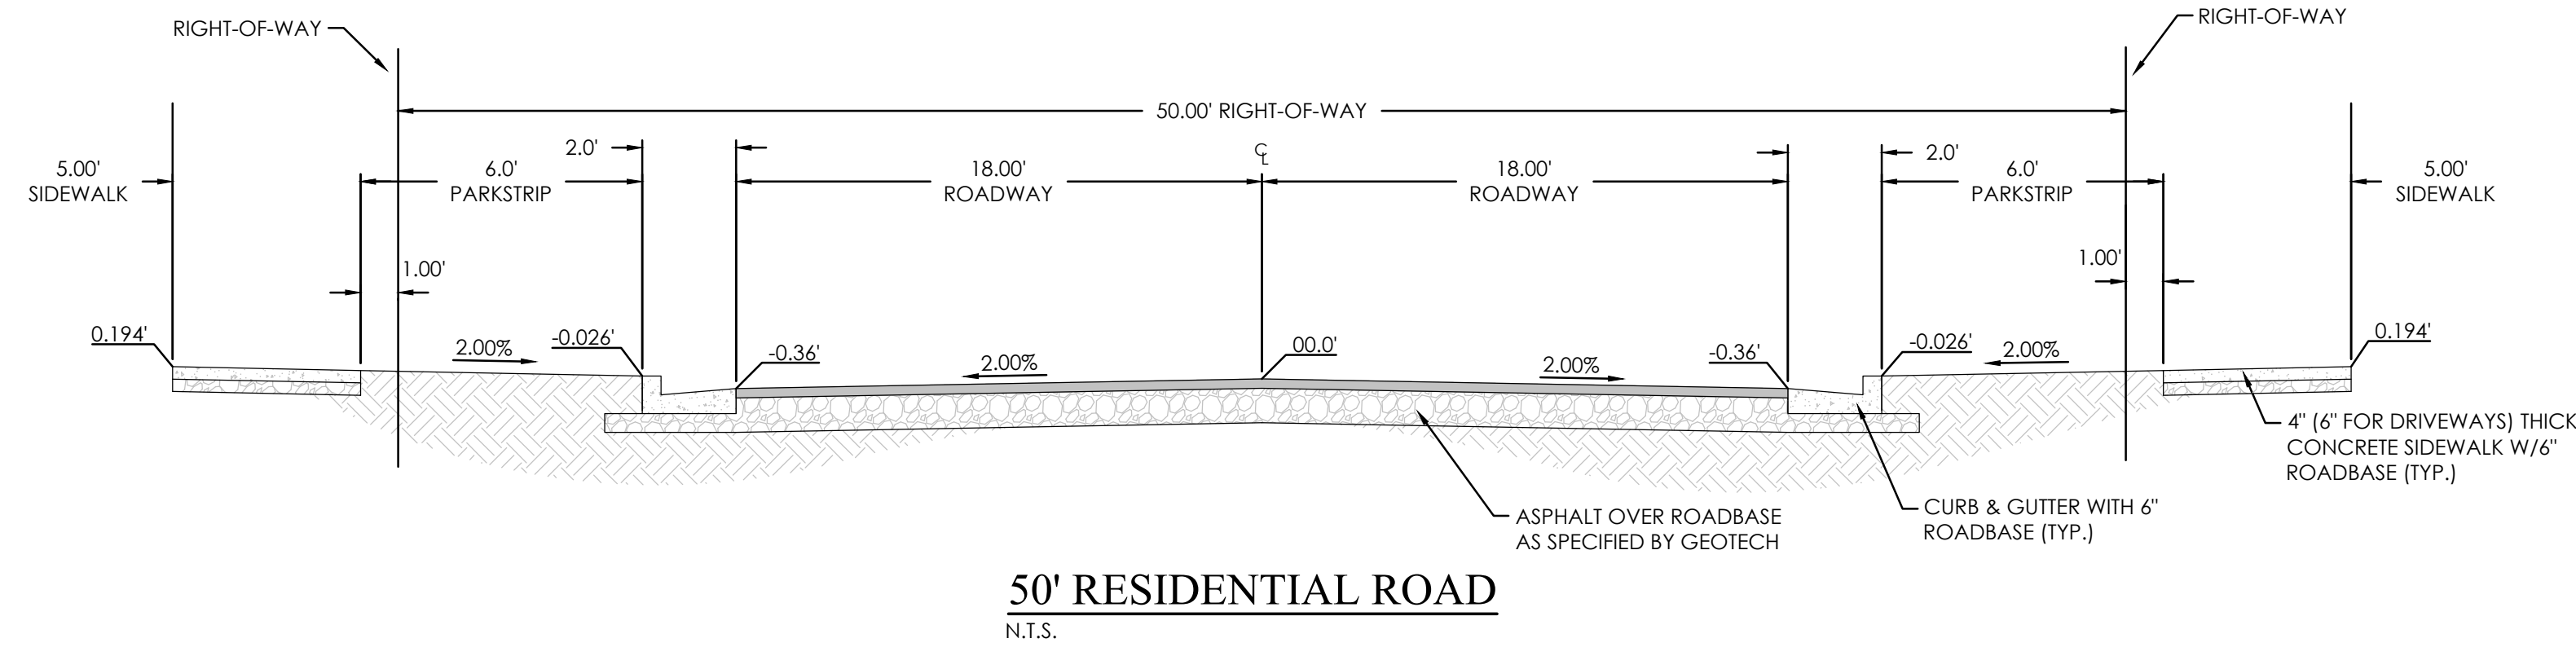 RIGHT-OF-WAY
RIGHT-OF-WAY
50.00' RIGHT-OF-WAY
5.00'
SIDEWALK
6.0'
PARKSTRIP
2.0'
18.00'
ROADWAY
℄
18.00'
ROADWAY
2.0'
6.0'
PARKSTRIP
5.00'
SIDEWALK
1.00'
1.00'
0.194'
2.00%
-0.026'
-0.36'
2.00%
00.0'
2.00%
-0.36'
-0.026'
2.00%
0.194'
4" (6" FOR DRIVEWAYS) THICK
CONCRETE SIDEWALK W/6"
ROADBASE (TYP.)
CURB & GUTTER WITH 6"
ROADBASE (TYP.)
ASPHALT OVER ROADBASE
AS SPECIFIED BY GEOTECH
50' RESIDENTIAL ROAD
N.T.S.